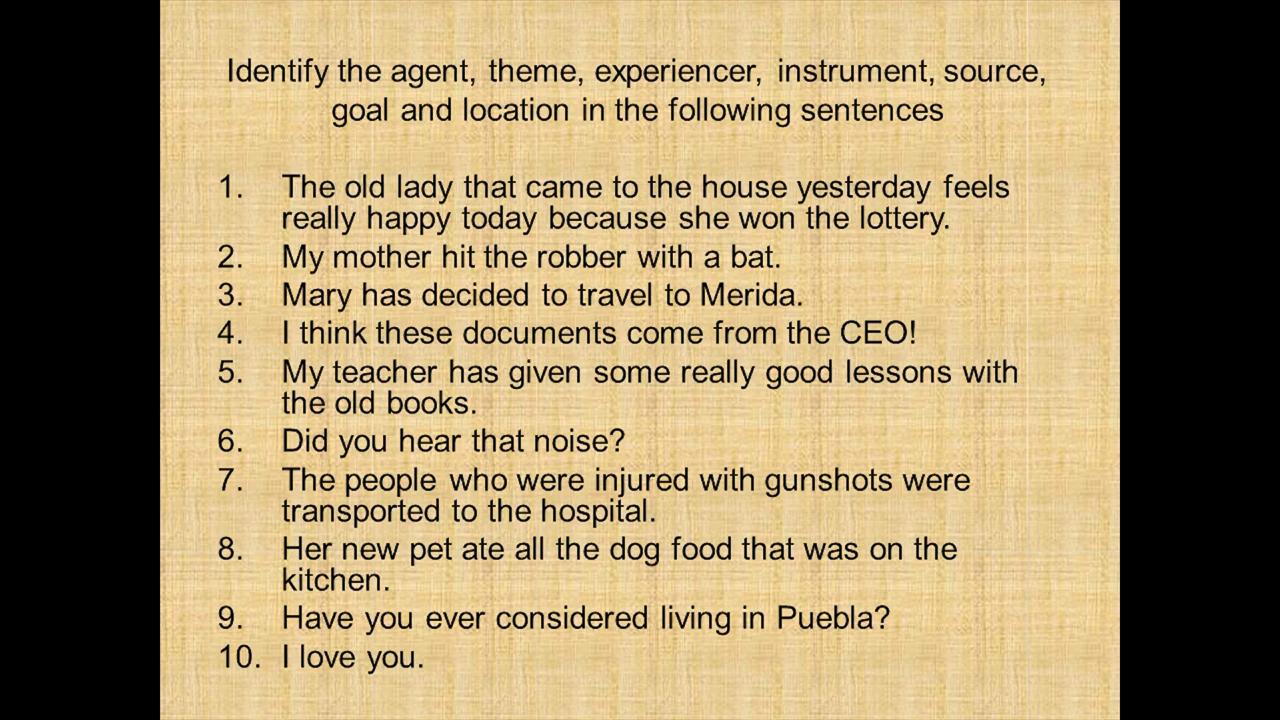 Identify the agent, theme, experiencer, instrument, source,
goal and location in the following sentences
1. The old lady that came to the house yesterday feels
really happy today because she won the lottery.
2. My mother hit the robber with a bat.
3. Mary has decided to travel to Merida.
4. I think these documents come from the CEO!
5. My teacher has given some really good lessons with
the old books.
6. Did you hear that noise?
7. The people who were injured with gunshots were
transported to the hospital.
8. Her new pet ate all the dog food that was on the
kitchen.
9. Have you ever considered living in Puebla?
10. I love you.